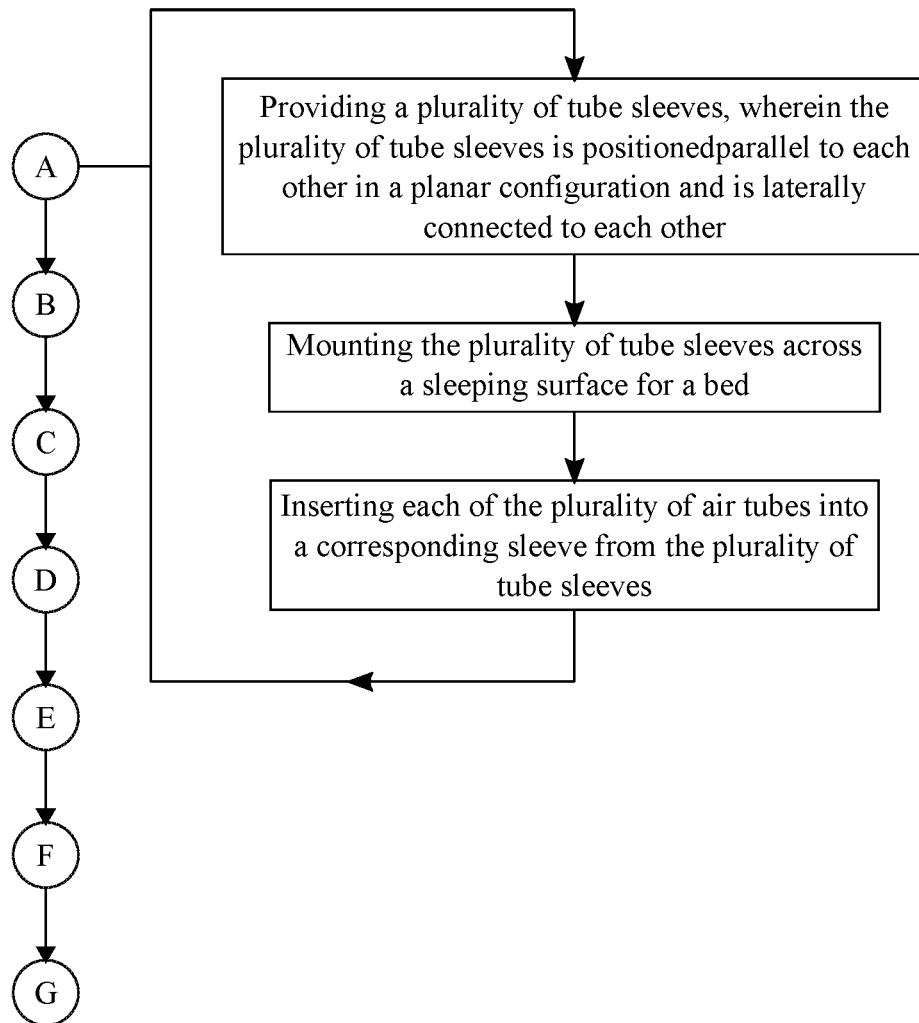 A
B
C
D
E
F
G
Providing a plurality of tube sleeves, wherein the
plurality of tube sleeves is positionedparallel to each
other in a planar configuration and is laterally
connected to each other
Mounting the plurality of tube sleeves across
a sleeping surface for a bed
Inserting each of the plurality of air tubes into
a corresponding sleeve from the plurality of
tube sleeves